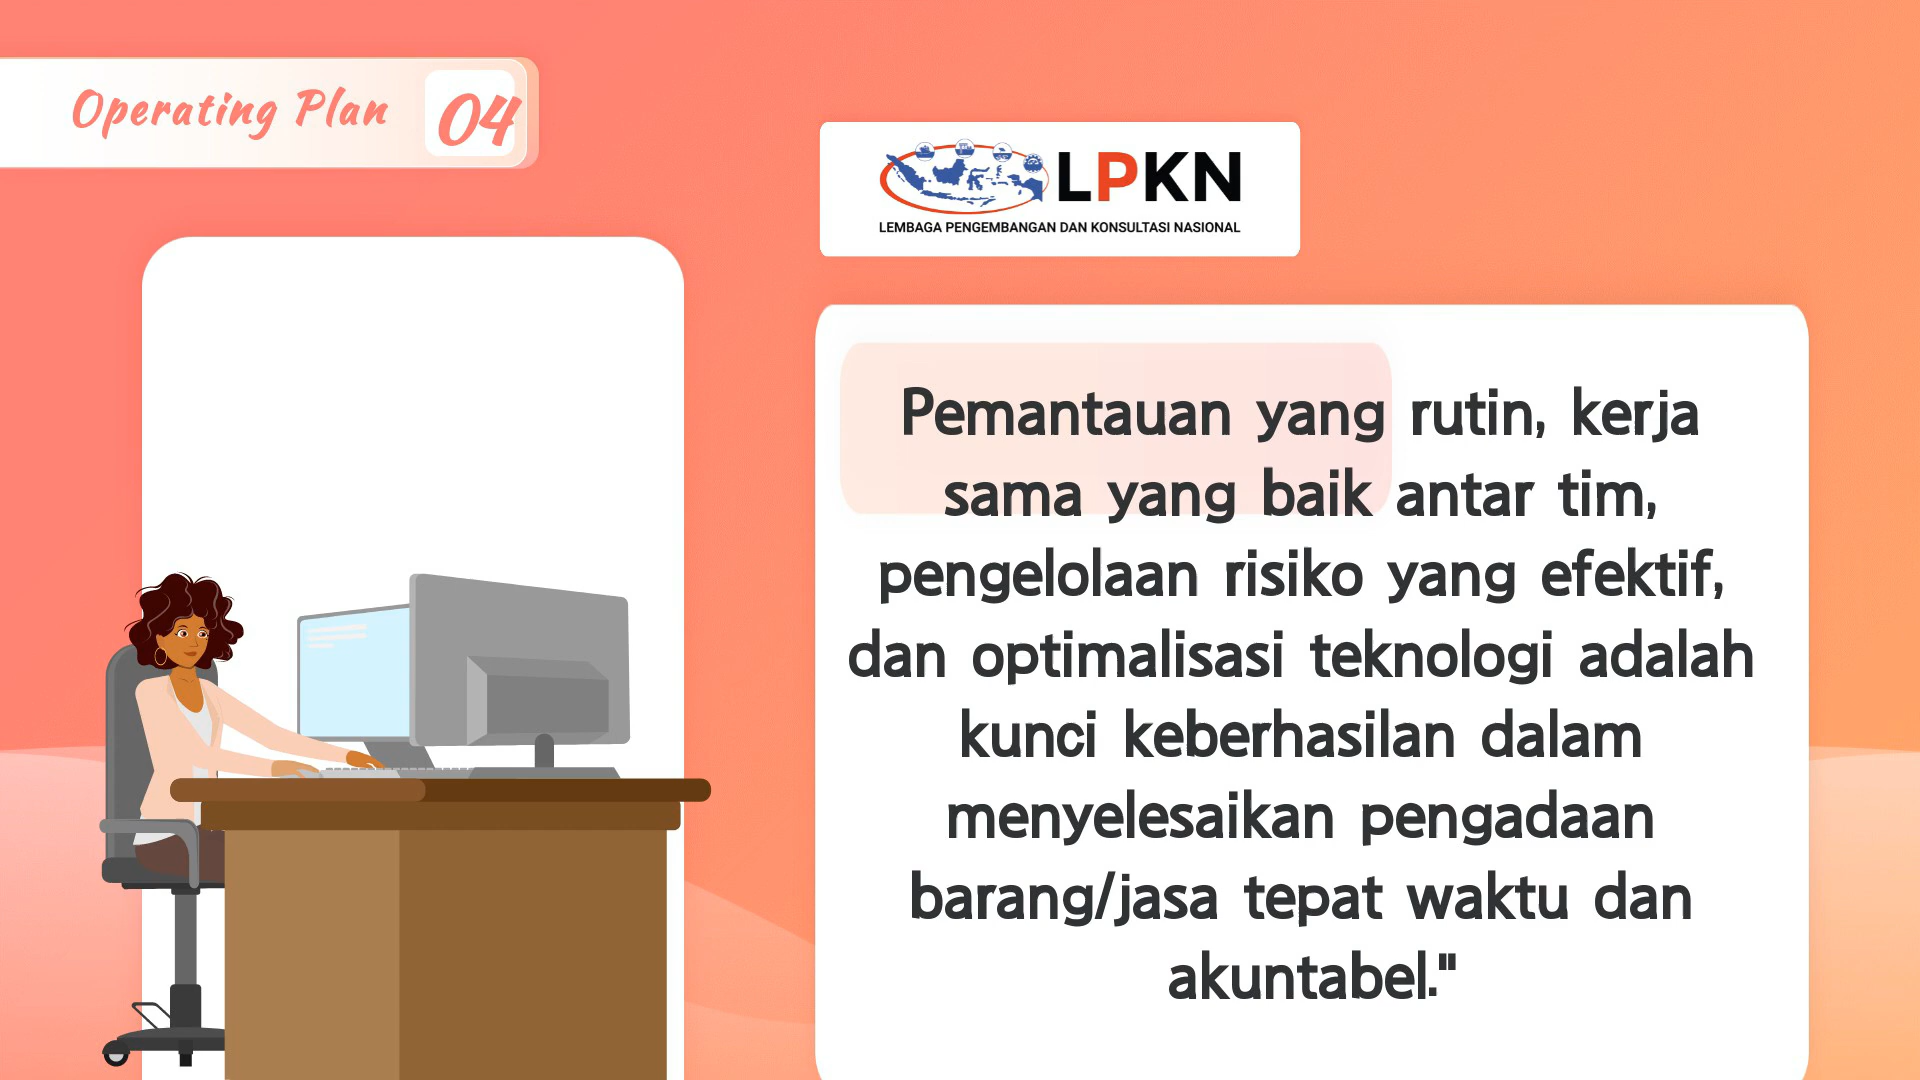 Operating Plan 04
LPKN
LEMBAGA PENGEMBANGAN DAN KONSULTASI NASIONAL
Pemantauan yang rutin, kerja
sama yang baik antar tim,
pengelolaan risiko yang efektif,
dan optimalisasi teknologi adalah
kunci keberhasilan dalam
menyelesaikan pengadaan
barang/jasa tepat waktu dan
akuntabel."